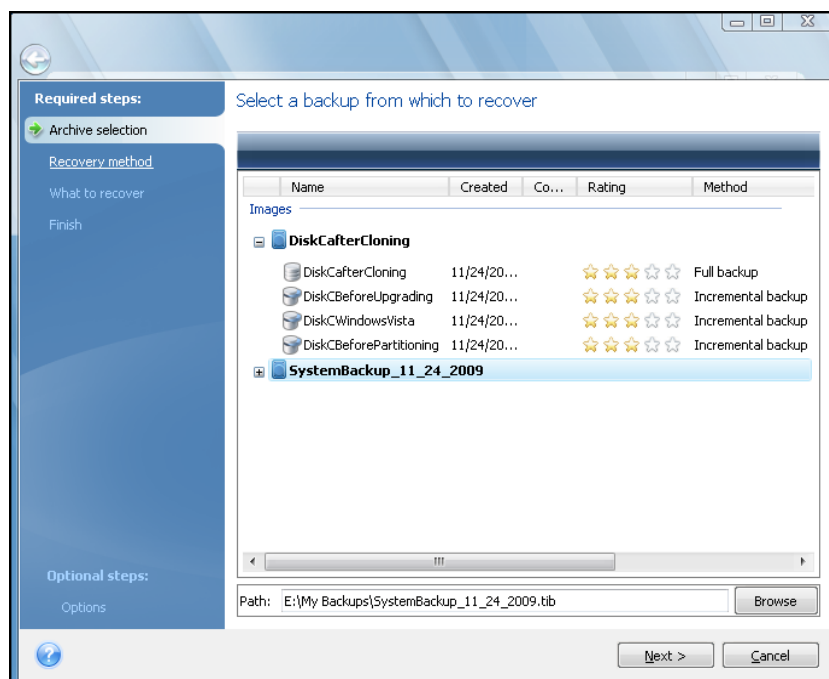 Required steps:
Archive selection
Recovery method
What to recover
Finish
Optional steps:
Options
Select a backup from which to recover
Name Created Co... Rating Method
Images
DiskCafterCloning
DiskCafterCloning 11/24/20... Full backup
DiskCBeforeUpgrading 11/24/20... Incremental backup
DiskCWindowsVista 11/24/20... Incremental backup
DiskCBeforePartitioning 11/24/20... Incremental backup
SystemBackup_11_24_2009
Path: E:\My Backups\SystemBackup_11_24_2009.tib Browse
Next > Cancel